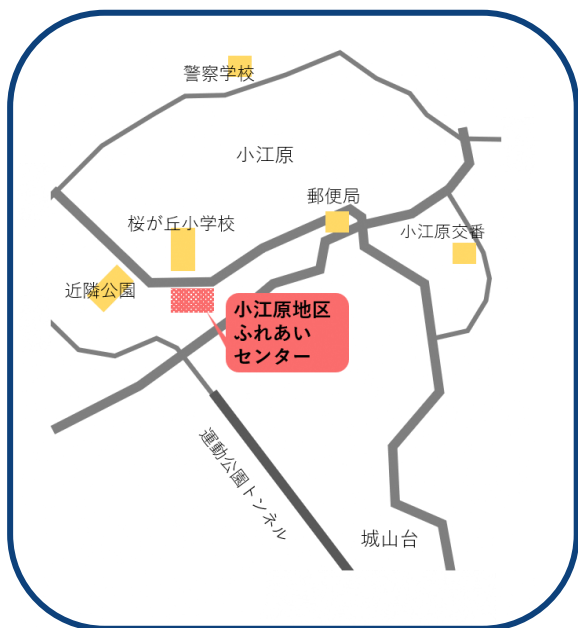 警察学校
小江原
郵便局
桜が丘小学校
小江原交番
近隣公園
小江原地区
ふれあい
センター
運動公園トンネル
城山台